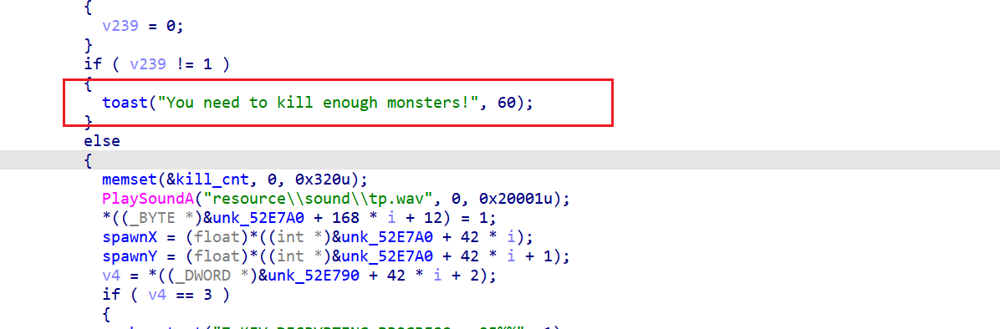 {
v239 = 0;
}
if ( v239 != 1 )
{
toast("You need to kill enough monsters!", 60);
}
else
{
memset(&kill_cnt, 0, 0x320u);
PlaySoundA("resource\\sound\\tp.wav", 0, 0x20001u);
*((_BYTE *)&unk_52E7A0 + 168 * i + 12) = 1;
spawnX = (float)*((int *)&unk_52E7A0 + 42 * i);
spawnY = (float)*((int *)&unk_52E7A0 + 42 * i + 1);
v4 = *((_DWORD *)&unk_52E790 + 42 * i + 2);
if ( v4 == 3 )
{